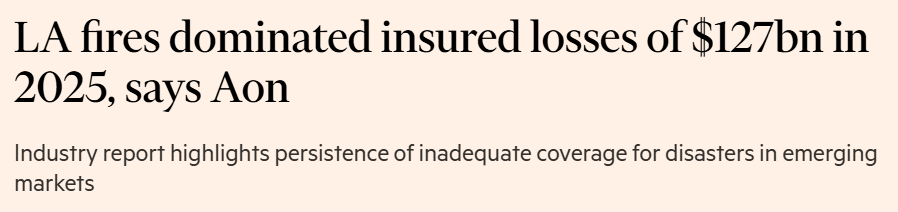 LA fires dominated insured losses of $127bn in
2025, says Aon
Industry report highlights persistence of inadequate coverage for disasters in emerging
markets